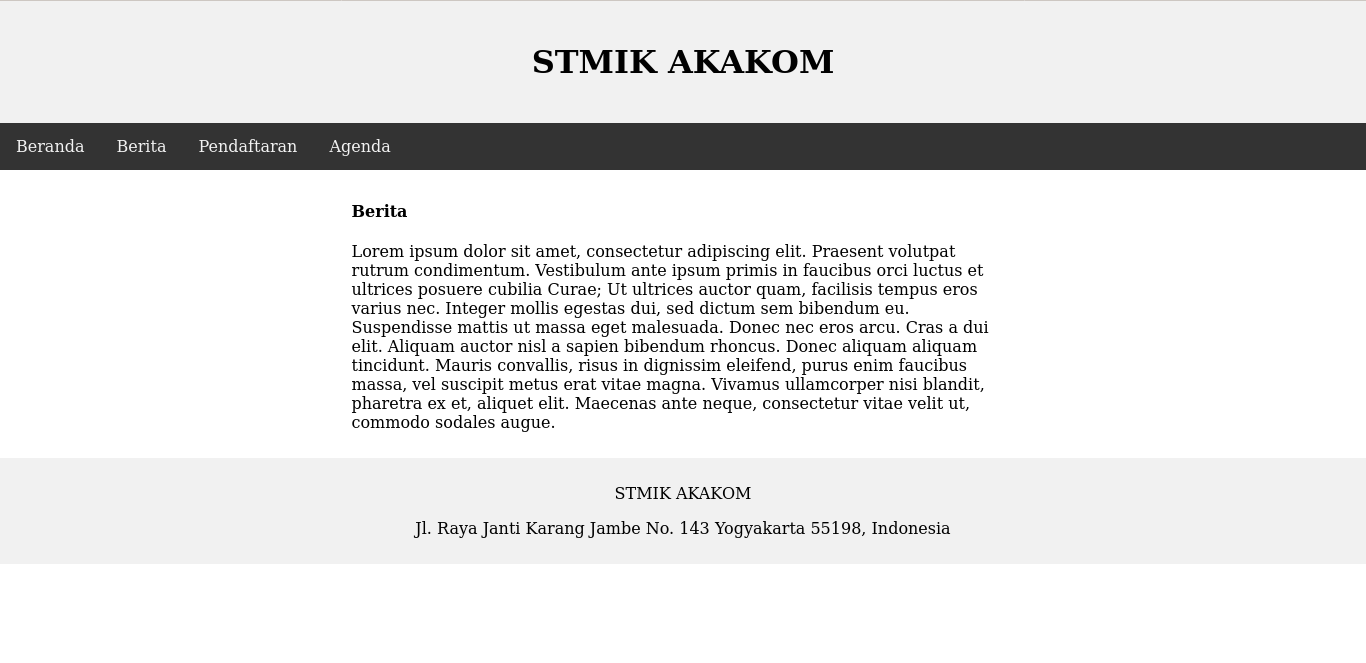 STMIK AKAKOM
Beranda Berita Pendaftaran Agenda
Berita
Lorem ipsum dolor sit amet, consectetur adipiscing elit. Praesent volutpat
rutrum condimentum. Vestibulum ante ipsum primis in faucibus orci luctus et
ultrices posuere cubilia Curae; Ut ultrices auctor quam, facilisis tempus eros
varius nec. Integer mollis egestas dui, sed dictum sem bibendum eu.
Suspendisse mattis ut massa eget malesuada. Donec nec eros arcu. Cras a dui
elit. Aliquam auctor nisl a sapien bibendum rhoncus. Donec aliquam aliquam
tincidunt. Mauris convallis, risus in dignissim eleifend, purus enim faucibus
massa, vel suscipit metus erat vitae magna. Vivamus ullamcorper nisi blandit,
pharetra ex et, aliquet elit. Maecenas ante neque, consectetur vitae velit ut,
commodo sodales augue.
STMIK AKAKOM
Jl. Raya Janti Karang Jambe No. 143 Yogyakarta 55198, Indonesia